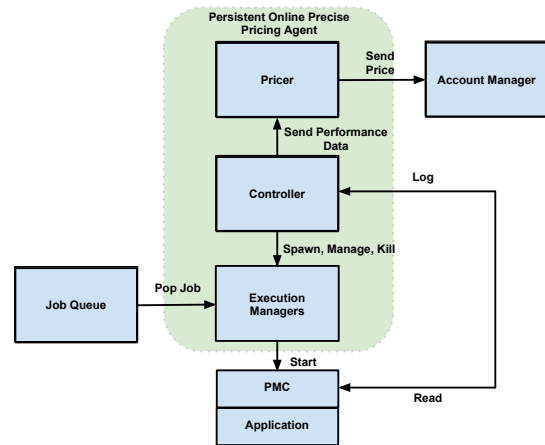 Persistent Online Precise
Pricing Agent
Send
Price
Pricer
Account Manager
Send Performance
Data
Controller
Log
Spawn, Manage, Kill
Pop Job
Job Queue
Execution
Managers
Start
PMC
Read
Application